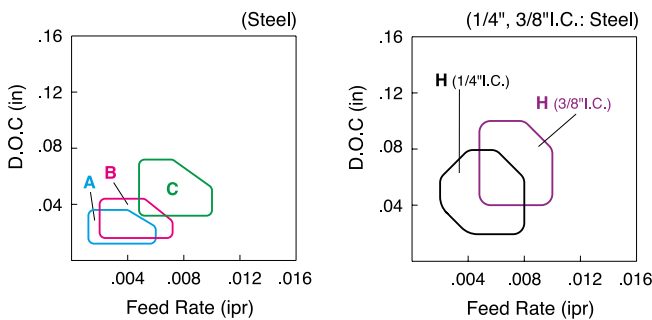 (Steel)
.16
.12
.08
.04
D.O.C (in)
A
B
C
.004 .008 .012 .016
Feed Rate (ipr)
(1/4", 3/8"I.C.: Steel)
.16
.12
.08
.04
D.O.C (in)
H (1/4"I.C.)
H (3/8"I.C.)
.004 .008 .012 .016
Feed Rate (ipr)